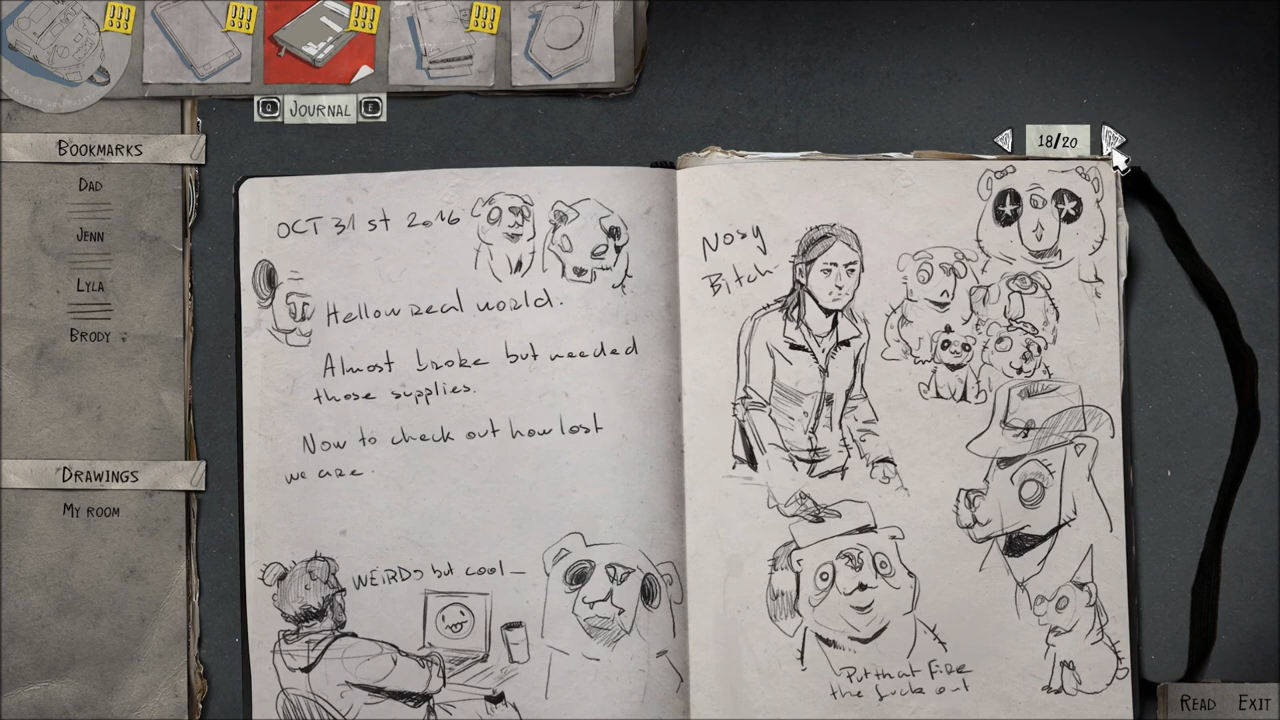 !!!
!!!
!!!
!!!
Q
JOURNAL
E
BOOKMARKS
DAD
JENN
LYLA
BRODY
DRAWINGS
MY ROOM
18/20
OCT 31 st 2016
Hellow real world.
Almost broke but needed
those supplies.
Now to check out how lost
we are.
WEIRDO but cool
Nosy
Bitch
Put that fire
the fuck out
READ
EXIT